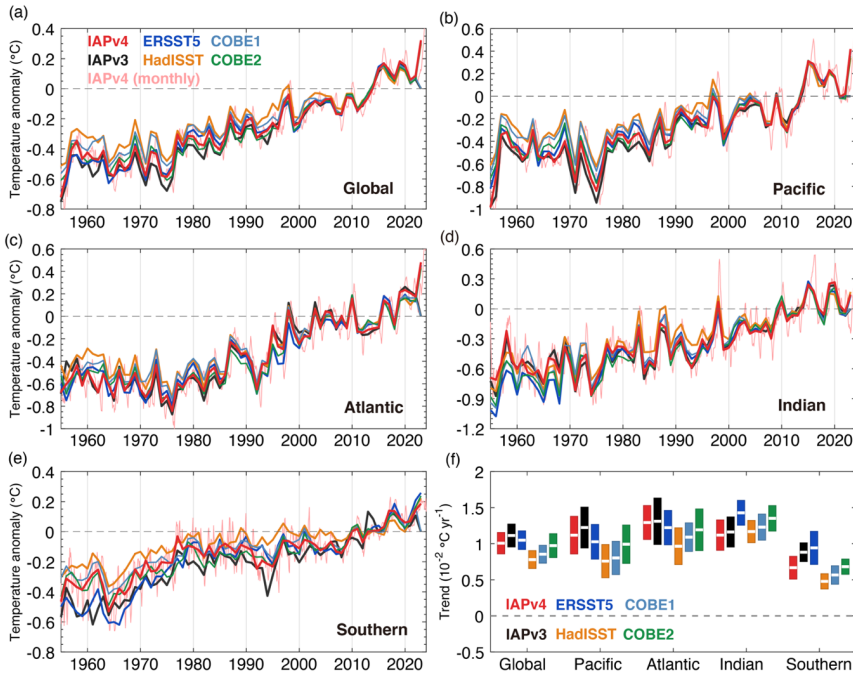 (a)
Temperature anomaly (°C)
0.4
0.2
0
-0.2
-0.4
-0.6
-0.8
IAPv4 ERSST5 COBE1
IAPv3 HadISST COBE2
IAPv4 (monthly)
Global
1960 1970 1980 1990 2000 2010 2020
(b)
0.6
0.4
0.2
0
-0.2
-0.4
-0.6
-0.8
-1
Pacific
1960 1970 1980 1990 2000 2010 2020
(c)
Temperature anomaly (°C)
0.6
0.4
0.2
0
-0.2
-0.4
-0.6
-0.8
-1
Atlantic
1960 1970 1980 1990 2000 2010 2020
(d)
0.6
0.3
0
-0.3
-0.6
-0.9
-1.2
Indian
1960 1970 1980 1990 2000 2010 2020
(e)
Temperature anomaly (°C)
0.4
0.2
0
-0.2
-0.4
-0.6
-0.8
Southern
1960 1970 1980 1990 2000 2010 2020
(f)
Trend (10⁻² °C yr⁻¹)
2
1.5
1
0.5
0
-0.5
IAPv4 ERSST5 COBE1
IAPv3 HadISST COBE2
Global Pacific Atlantic Indian Southern